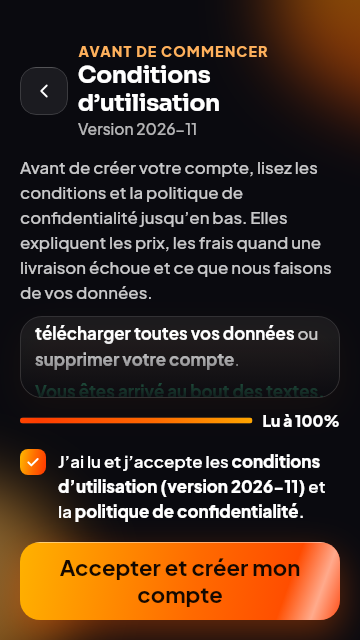 AVANT DE COMMENCER
Conditions
d'utilisation
Version 2026-11
Avant de créer votre compte, lisez les
conditions et la politique de
confidentialité jusqu'en bas. Elles
expliquent les prix, les frais quand une
livraison échoue et ce que nous faisons
de vos données.
télécharger toutes vos données ou
supprimer votre compte.
Vous êtes arrivé au bout des textes.
Lu à 100%
J'ai lu et j'accepte les conditions
d'utilisation (version 2026-11) et
la politique de confidentialité.
Accepter et créer mon
compte